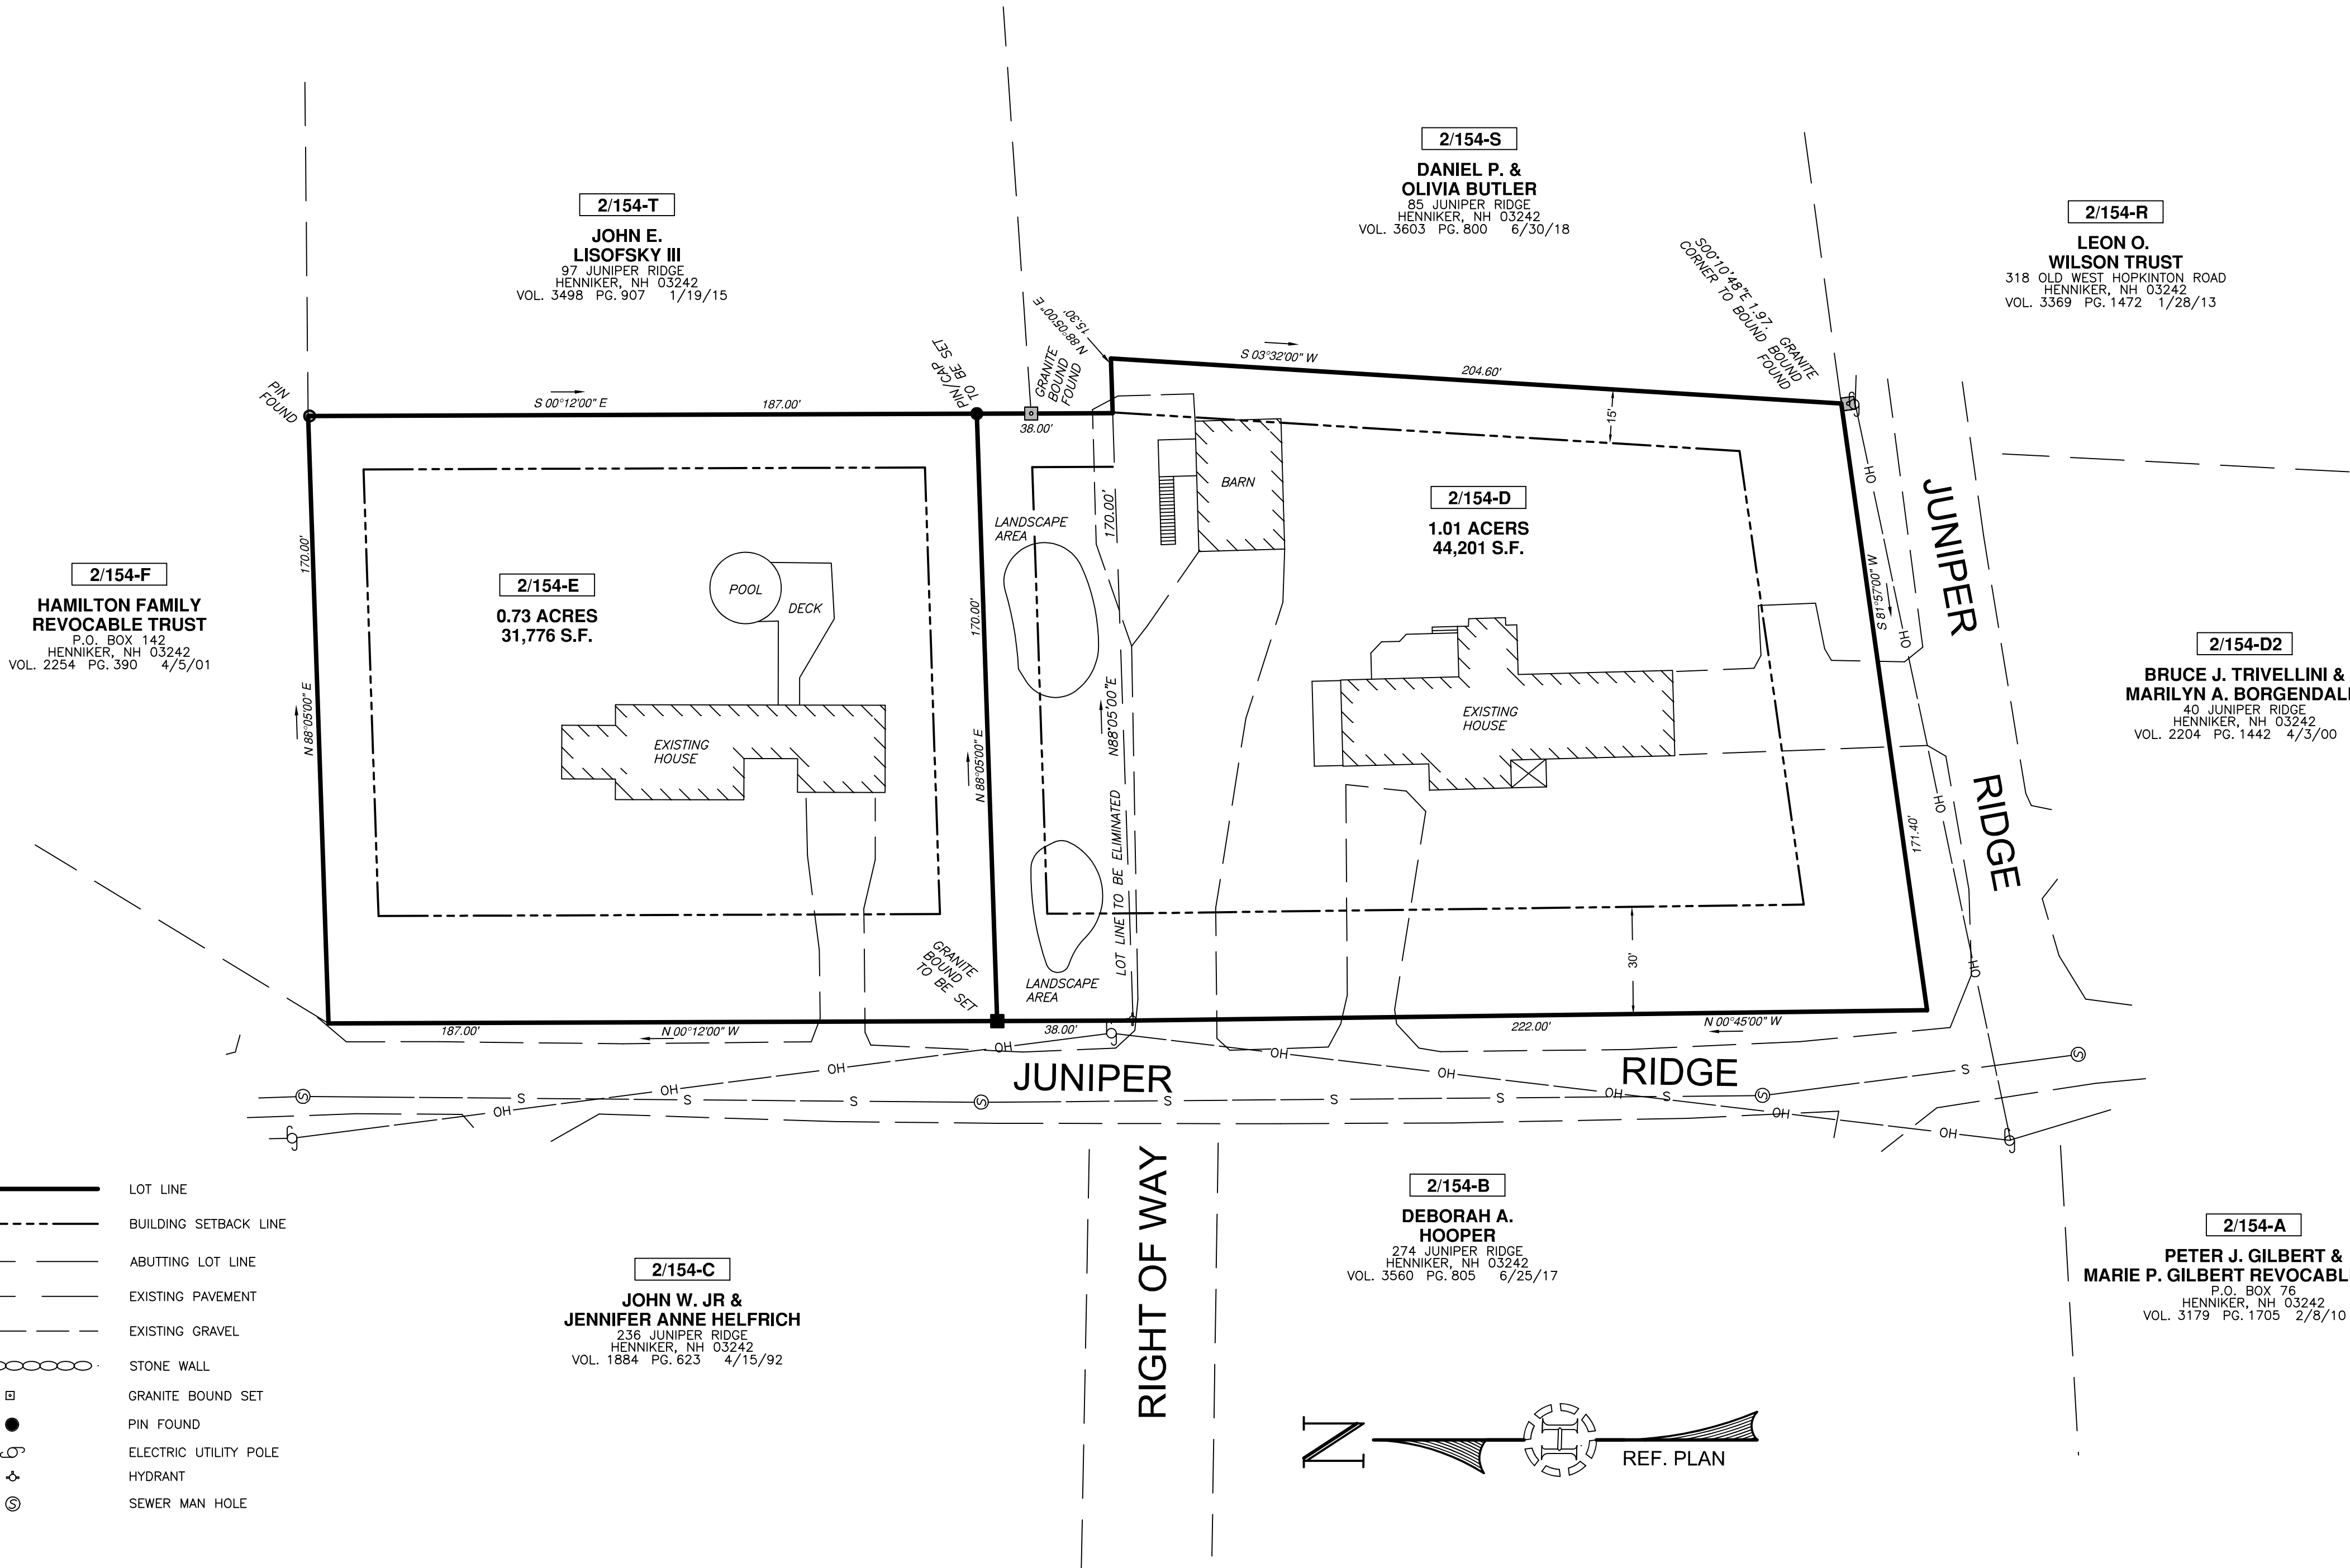 2/154-S
DANIEL P. &
OLIVIA BUTLER
85 JUNIPER RIDGE
HENNIKER, NH 03242
VOL. 3603 PG. 800 6/30/18
2/154-T
JOHN E.
LISOFSKY III
97 JUNIPER RIDGE
HENNIKER, NH 03242
VOL. 3498 PG. 907 1/19/15
2/154-R
LEON O.
WILSON TRUST
318 OLD WEST HOPKINTON ROAD
HENNIKER, NH 03242
VOL. 3369 PG. 1472 1/28/13
S00°10'48"E 1.97.
CORNER TO BOUND
GRANITE
BOUND
FOUND
N 88°05'00" E
15.30'
PIN/CAP
TO BE SET
GRANITE
BOUND
FOUND
PIN
FOUND
S 00°12'00" E
187.00'
38.00'
S 03°32'00" W
204.60'
15'
OH
JUNIPER
RIDGE
BARN
LANDSCAPE
AREA
170.00'
2/154-D
1.01 ACERS
44,201 S.F.
S 81°57'00" W
OH
170.00'
2/154-F
HAMILTON FAMILY
REVOCABLE TRUST
P.O. BOX 142
HENNIKER, NH 03242
VOL. 2254 PG. 390 4/5/01
2/154-E
0.73 ACRES
31,776 S.F.
POOL
DECK
170.00'
2/154-D2
BRUCE J. TRIVELLINI &
MARILYN A. BORGENDAL
40 JUNIPER RIDGE
HENNIKER, NH 03242
VOL. 2204 PG. 1442 4/3/00
N 88°05'00" E
EXISTING
HOUSE
N 88°05'00" E
N88°05'00"E
EXISTING
HOUSE
LOT LINE TO BE ELIMINATED
OH
171.40'
GRANITE
BOUND
TO BE SET
LANDSCAPE
AREA
30'
OH
187.00'
N 00°12'00" W
38.00'
222.00'
N 00°45'00" W
OH
OH
OH
OH
OH
OH
OH
OH
OH
JUNIPER
RIDGE
S
S
S
S
S
S
S
S
S
S
S
S
S
RIGHT OF WAY
LOT LINE
BUILDING SETBACK LINE
ABUTTING LOT LINE
EXISTING PAVEMENT
EXISTING GRAVEL
STONE WALL
GRANITE BOUND SET
PIN FOUND
ELECTRIC UTILITY POLE
HYDRANT
S
SEWER MAN HOLE
2/154-C
JOHN W. JR &
JENNIFER ANNE HELFRICH
236 JUNIPER RIDGE
HENNIKER, NH 03242
VOL. 1884 PG. 623 4/15/92
2/154-B
DEBORAH A.
HOOPER
274 JUNIPER RIDGE
HENNIKER, NH 03242
VOL. 3560 PG. 805 6/25/17
2/154-A
PETER J. GILBERT &
MARIE P. GILBERT REVOCABL
P.O. BOX 76
HENNIKER, NH 03242
VOL. 3179 PG. 1705 2/8/10
N
H
REF. PLAN